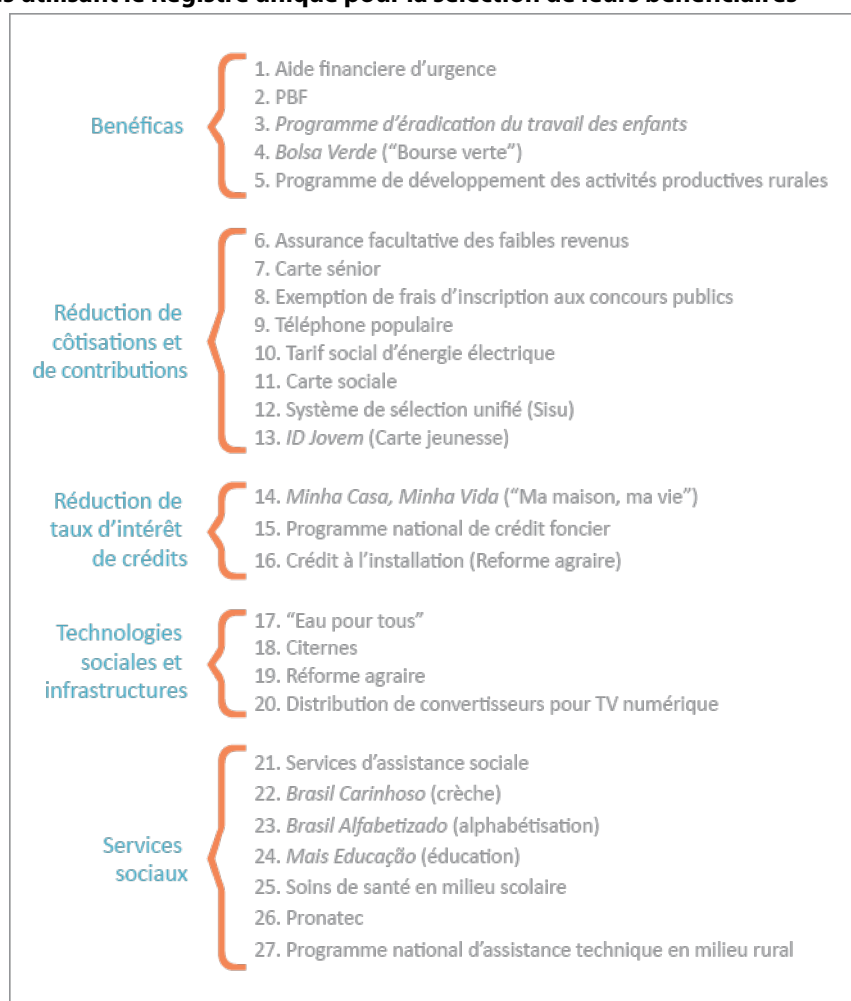 utilisant le Registre unique pour la sélection de leurs bénéficiaires
Benéficas
1. Aide financiere d’urgence
2. PBF
3. Programme d’éradication du travail des enfants
4. Bolsa Verde (“Bourse verte”)
5. Programme de développement des activités productives rurales
Réduction de
côtisations et
de contributions
6. Assurance facultative des faibles revenus
7. Carte sénior
8. Exemption de frais d’inscription aux concours publics
9. Téléphone populaire
10. Tarif social d’énergie électrique
11. Carte sociale
12. Système de sélection unifié (Sisu)
13. ID Jovem (Carte jeunesse)
Réduction de
taux d’intérêt
de crédits
14. Minha Casa, Minha Vida (“Ma maison, ma vie”)
15. Programme national de crédit foncier
16. Crédit à l’installation (Reforme agraire)
Technologies
sociales et
infrastructures
17. “Eau pour tous”
18. Citernes
19. Réforme agraire
20. Distribution de convertisseurs pour TV numérique
Services
sociaux
21. Services d’assistance sociale
22. Brasil Carinhoso (crèche)
23. Brasil Alfabetizado (alphabétisation)
24. Mais Educação (éducation)
25. Soins de santé en milieu scolaire
26. Pronatec
27. Programme national d’assistance technique en milieu rural